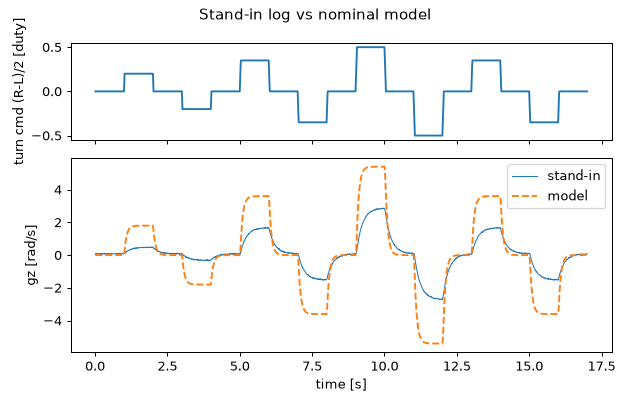 Stand-in log vs nominal model
turn cmd (R-L)/2 [duty]
0.5
0.0
−0.5
gz [rad/s]
4
2
0
−2
−4
stand-in
model
0.0 2.5 5.0 7.5 10.0 12.5 15.0 17.5
time [s]